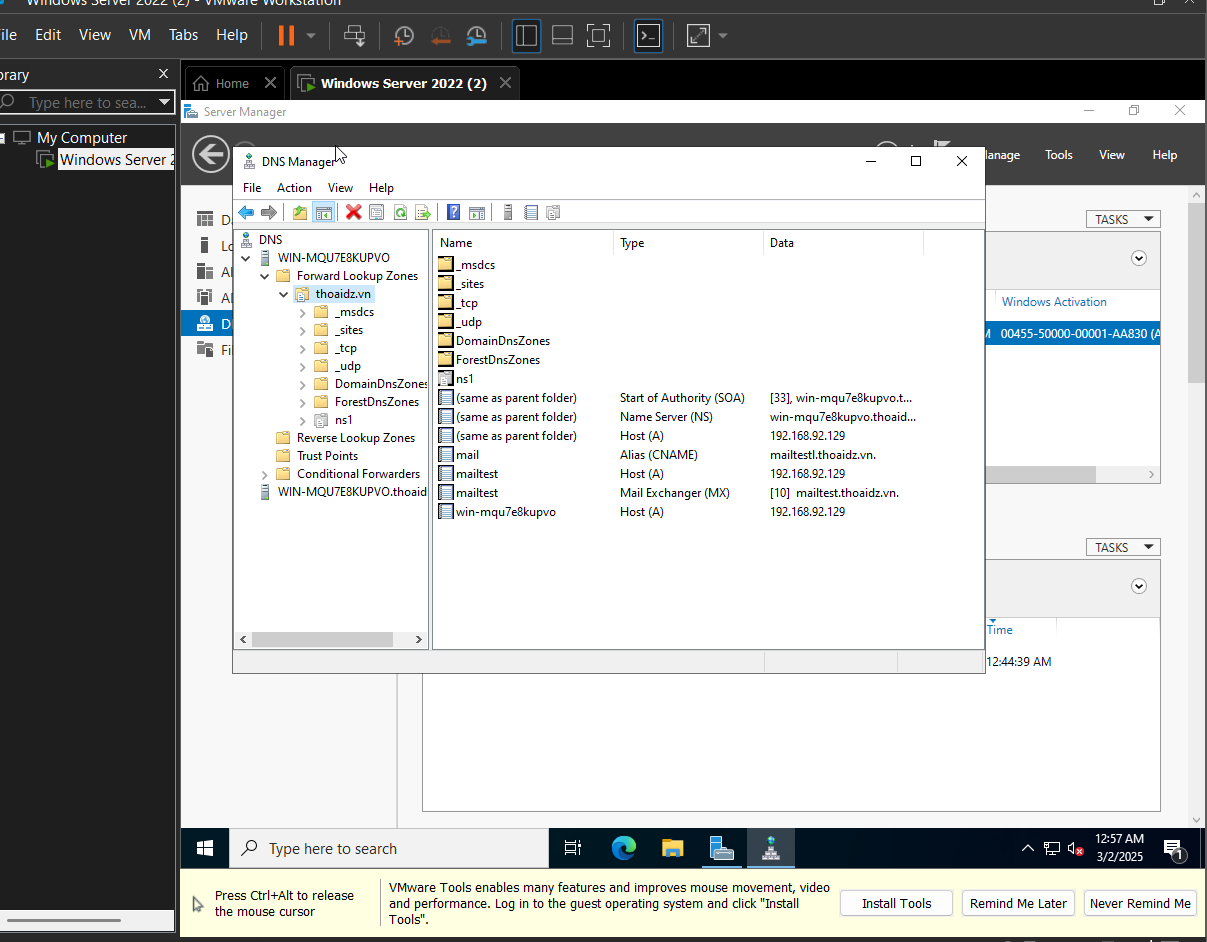 Windows Server 2022 (2) - VMware Workstation
ile Edit View VM Tabs Help
brary X
Type here to sea...
Home
Windows Server 2022 (2)
My Computer
Windows Server 2
Server Manager
anage Tools View Help
DNS Manager
File Action View Help
DNS
WIN-MQU7E8KUPVO
Forward Lookup Zones
thoaidz.vn
_msdcs
_sites
_tcp
_udp
DomainDnsZones
ForestDnsZones
ns1
Reverse Lookup Zones
Trust Points
Conditional Forwarders
WIN-MQU7E8KUPVO.thoaid
Name Type Data
_msdcs
_sites
_tcp
_udp
DomainDnsZones
ForestDnsZones
ns1
(same as parent folder) Start of Authority (SOA) [33], win-mqu7e8kupvo.t...
(same as parent folder) Name Server (NS) win-mqu7e8kupvo.thoaid...
(same as parent folder) Host (A) 192.168.92.129
mail Alias (CNAME) mailtestl.thoaidz.vn.
mailtest Host (A) 192.168.92.129
mailtest Mail Exchanger (MX) [10] mailtest.thoaidz.vn.
win-mqu7e8kupvo Host (A) 192.168.92.129
D
Lo
Al
Al
D
Fi
TASKS
Windows Activation
M 00455-50000-00001-AA830 (A
TASKS
Time
12:44:39 AM
Type here to search
12:57 AM
3/2/2025
1
Press Ctrl+Alt to release
the mouse cursor
VMware Tools enables many features and improves mouse movement, video
and performance. Log in to the guest operating system and click "Install
Tools".
Install Tools
Remind Me Later
Never Remind Me